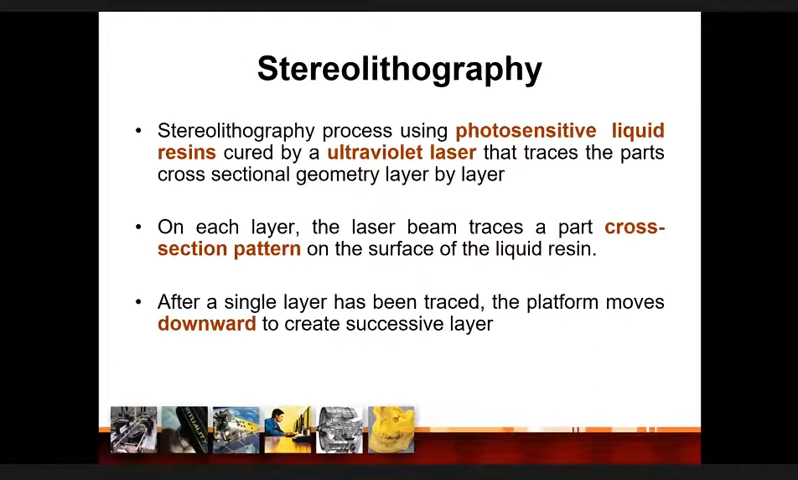 Stereolithography
• Stereolithography process using photosensitive liquid
resins cured by a ultraviolet laser that traces the parts
cross sectional geometry layer by layer
• On each layer, the laser beam traces a part cross-
section pattern on the surface of the liquid resin.
• After a single layer has been traced, the platform moves
downward to create successive layer